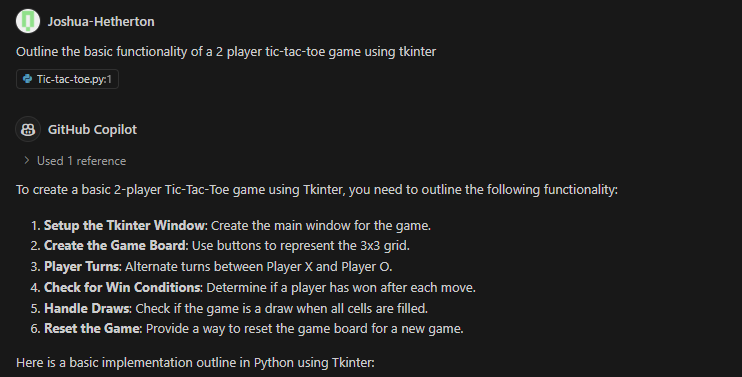 Joshua-Hetherton
Outline the basic functionality of a 2 player tic-tac-toe game using tkinter
Tic-tac-toe.py:1
GitHub Copilot
Used 1 reference
To create a basic 2-player Tic-Tac-Toe game using Tkinter, you need to outline the following functionality:
1. Setup the Tkinter Window: Create the main window for the game.
2. Create the Game Board: Use buttons to represent the 3x3 grid.
3. Player Turns: Alternate turns between Player X and Player O.
4. Check for Win Conditions: Determine if a player has won after each move.
5. Handle Draws: Check if the game is a draw when all cells are filled.
6. Reset the Game: Provide a way to reset the game board for a new game.
Here is a basic implementation outline in Python using Tkinter: